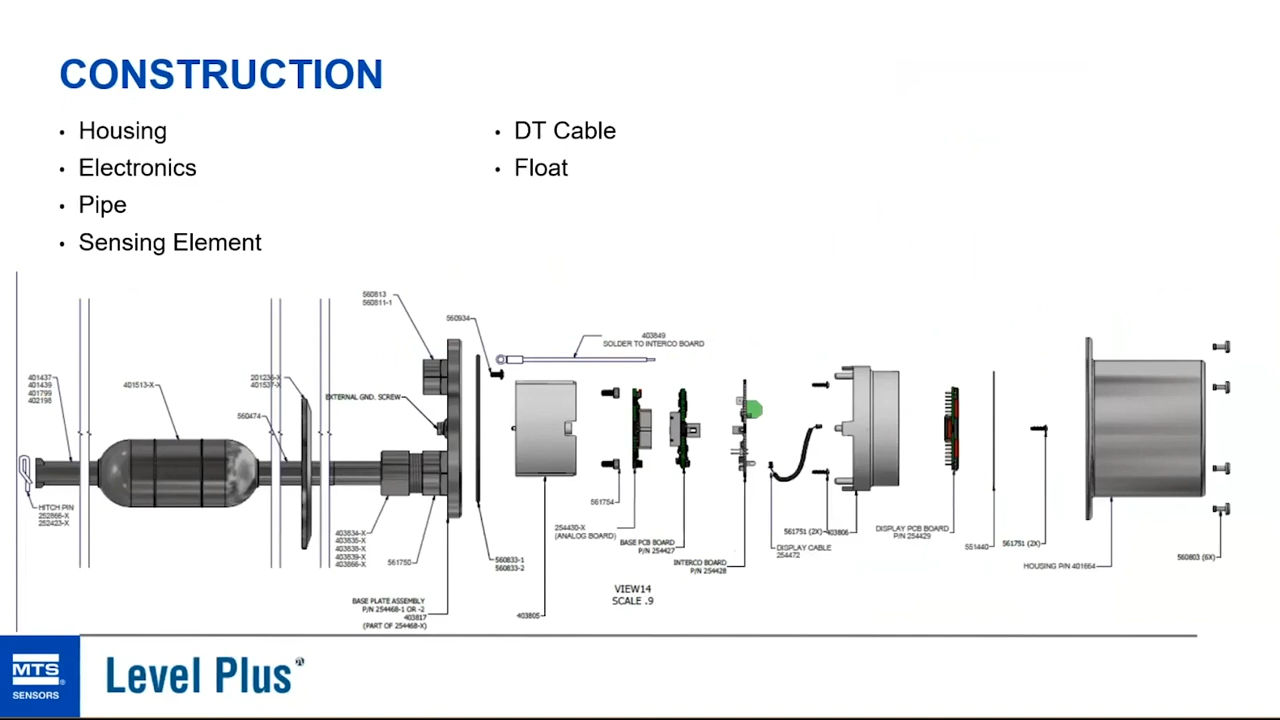 CONSTRUCTION
• Housing
• Electronics
• Pipe
• Sensing Element
• DT Cable
• Float
560813
560811-1
560934
403849
SOLDER TO INTERCO BOARD
401437
401439
401799
402198
401513-X
201236-X
401537-X
EXTERNAL GND. SCREW
560474
HITCH PIN
252866-X
252423-X
403834-X
403835-X
403838-X
403839-X
403866-X
561750
560833-1
560833-2
BASE PLATE ASSEMBLY
P/N 254468-1 OR -2
403817
(PART OF 254468-X)
403805
561754
254430-X
(ANALOG BOARD)
BASE PCB BOARD
P/N 254427
INTERCO BOARD
P/N 254428
VIEW14
SCALE .9
DISPLAY CABLE
254472
561751 (2X)
403806
DISPLAY PCB BOARD
P/N 254429
551440
561751 (2X)
HOUSING P/N 401664
560803 (6X)
MTS
SENSORS
Level Plus